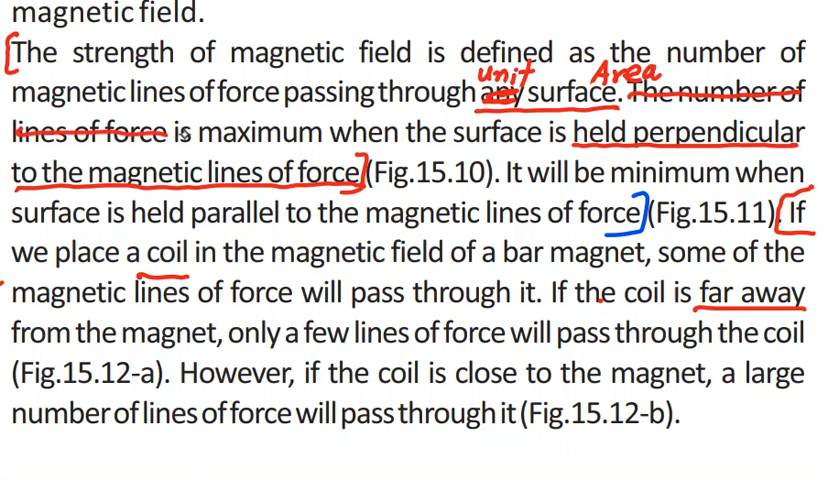 magnetic field.
The strength of magnetic field is defined as the number of
unit Area
magnetic lines of force passing through any surface. The number of
lines of force is maximum when the surface is held perpendicular
to the magnetic lines of force (Fig.15.10). It will be minimum when
surface is held parallel to the magnetic lines of force (Fig.15.11). If
we place a coil in the magnetic field of a bar magnet, some of the
magnetic lines of force will pass through it. If the coil is far away
from the magnet, only a few lines of force will pass through the coil
(Fig.15.12-a). However, if the coil is close to the magnet, a large
number of lines of force will pass through it (Fig.15.12-b).